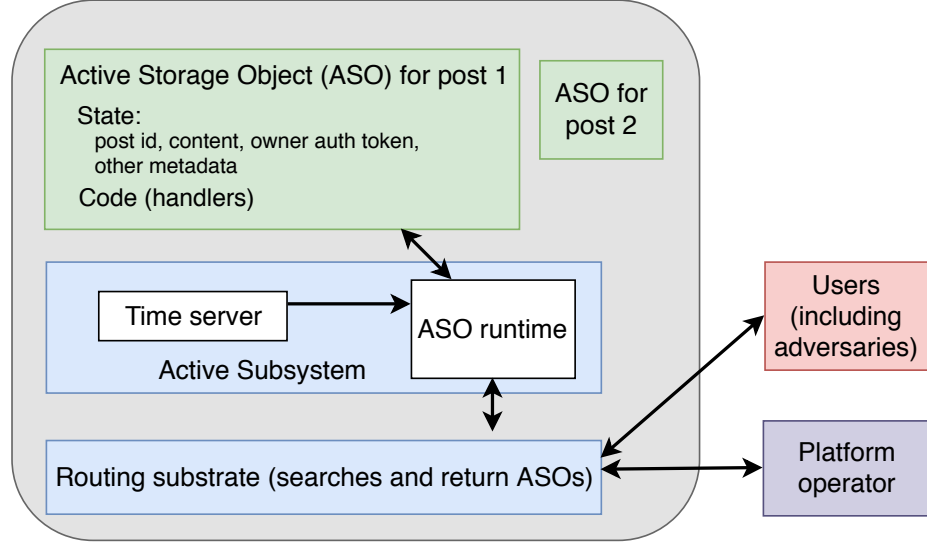 Active Storage Object (ASO) for post 1
State:
post id, content, owner auth token,
other metadata
Code (handlers)
ASO for
post 2
Time server
ASO runtime
Active Subsystem
Routing substrate (searches and return ASOs)
Users
(including
adversaries)
Platform
operator